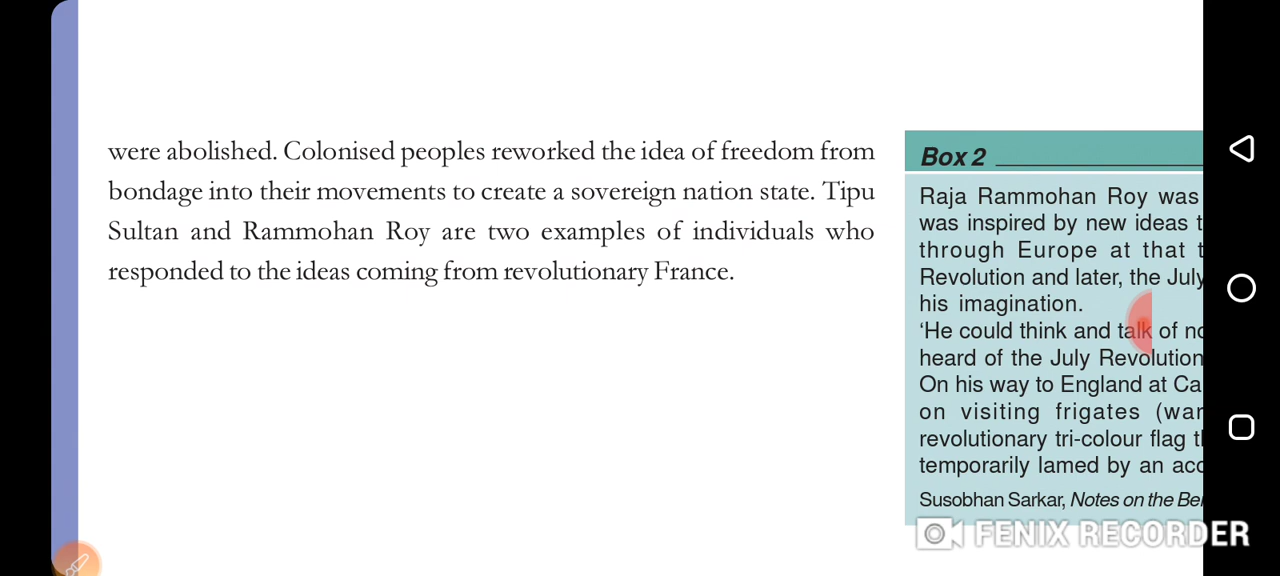 were abolished. Colonised peoples reworked the idea of freedom from
bondage into their movements to create a sovereign nation state. Tipu
Sultan and Rammohan Roy are two examples of individuals who
responded to the ideas coming from revolutionary France.
Box 2
Raja Rammohan Roy was
was inspired by new ideas
through Europe at that
Revolution and later, the July
his imagination.
‘He could think and talk of
heard of the July Revolution
On his way to England at
on visiting frigates
revolutionary tri-colour flag
temporarily lamed by an
Susobhan Sarkar, Notes on the
FENIX RECORDER